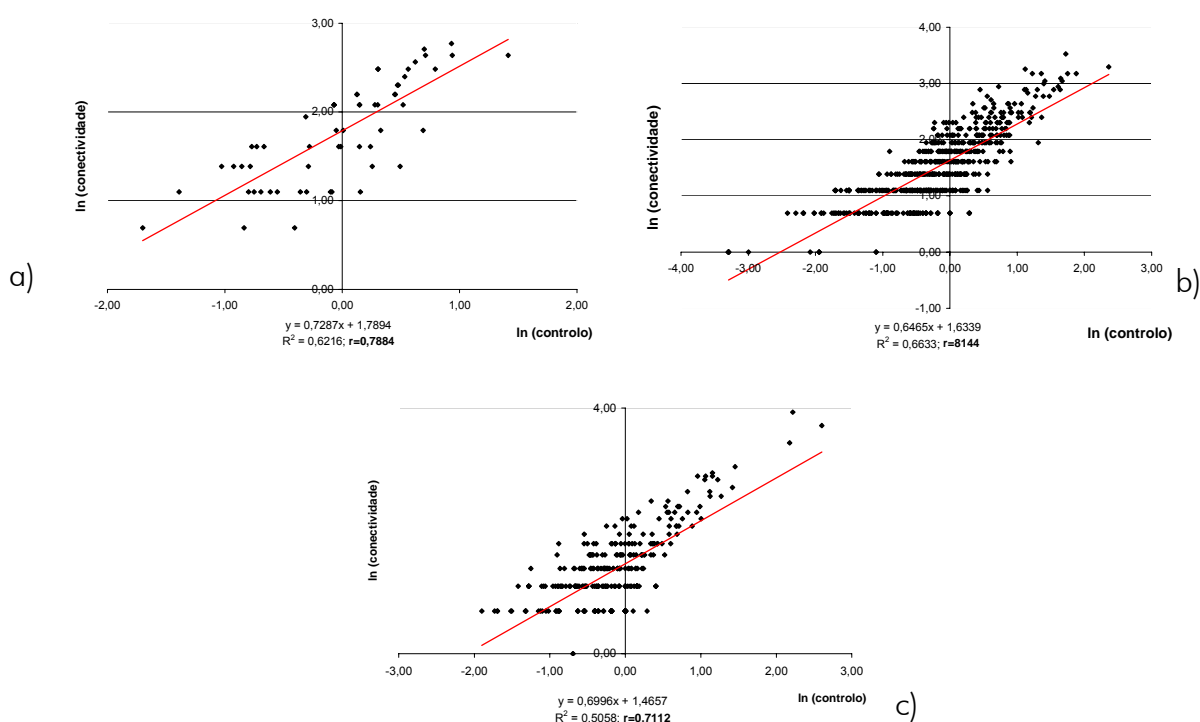 a)
ln (conectividade)
3,00
2,00
1,00
0,00
-2,00 -1,00 0,00 1,00 2,00
y = 0,7287x + 1,7894
R² = 0,6216; r=0,7884
ln (controlo)
b)
ln (conectividade)
4,00
3,00
2,00
1,00
0,00
-1,00
-4,00 -3,00 -2,00 -1,00 0,00 1,00 2,00 3,00
y = 0,6465x + 1,6339
R² = 0,6633; r=8144
ln (controlo)
c)
ln (conectividade)
4,00
0,00
-3,00 -2,00 -1,00 0,00 1,00 2,00 3,00
y = 0,6996x + 1,4657
R² = 0,5058; r=0,7112
ln (controlo)